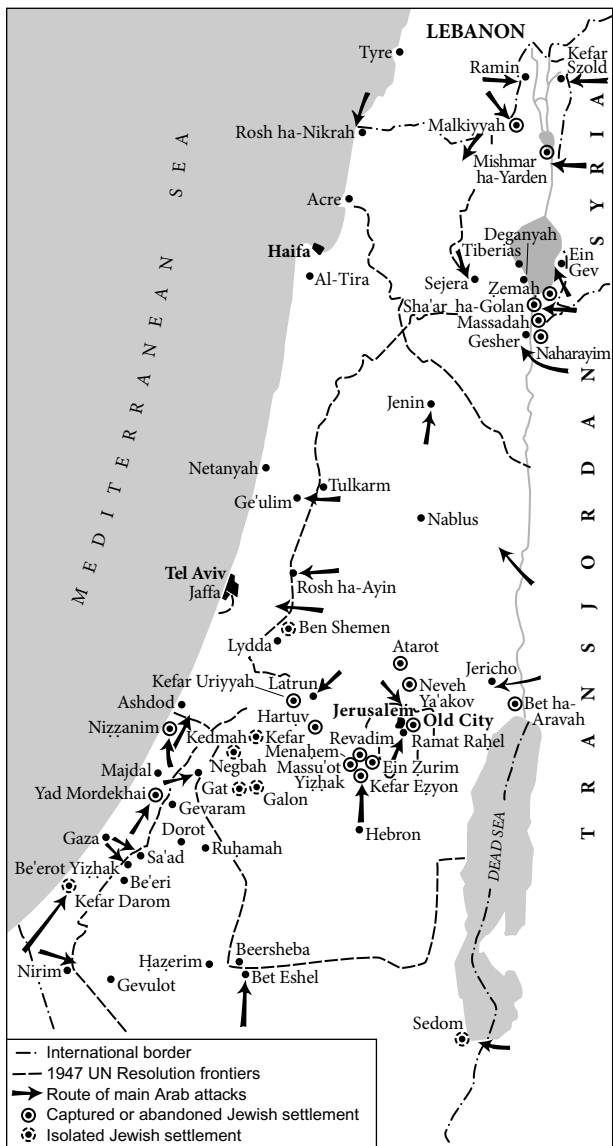 LEBANON
Tyre
Ramin
Kefar
Szold
Rosh ha-Nikrah
Malkiyyah
Mishmar
ha-Yarden
SYRIA
MEDITERRANEAN SEA
Acre
Deganyah
Tiberias
Haifa
Ein
Gev
Al-Tira
Sejera
Zemah
Sha'ar ha-Golan
Massadah
Gesher
Naharayim
TRANSJORDAN
Jenin
Netanyah
Tulkarm
Ge'ulim
Nablus
Tel Aviv
Jaffa
Rosh ha-Ayin
Ben Shemen
Lydda
Atarot
Kefar Uriyyah
Latrun
Jericho
Neveh
Ya'akov
Ashdod
Hartuv
Jerusalem
Old City
Bet ha-
Aravah
Nizzanim
Kedmah
Kefar
Menaḥem
Revadim
Ramat Raḥel
Negbah
Massu'ot
Yizhak
Ein Zurim
Majdal
Gat
Galon
Kefar Ezyon
Yad Mordekhai
Gevaram
Gaza
Dorot
Hebron
Sa'ad
Ruḥamah
DEAD SEA
Be'erot Yizhak
Be'eri
Kefar Darom
Beersheba
Nirim
Ḥaẓerim
Gevulot
Bet Eshel
Sedom
International border
1947 UN Resolution frontiers
Route of main Arab attacks
Captured or abandoned Jewish settlement
Isolated Jewish settlement